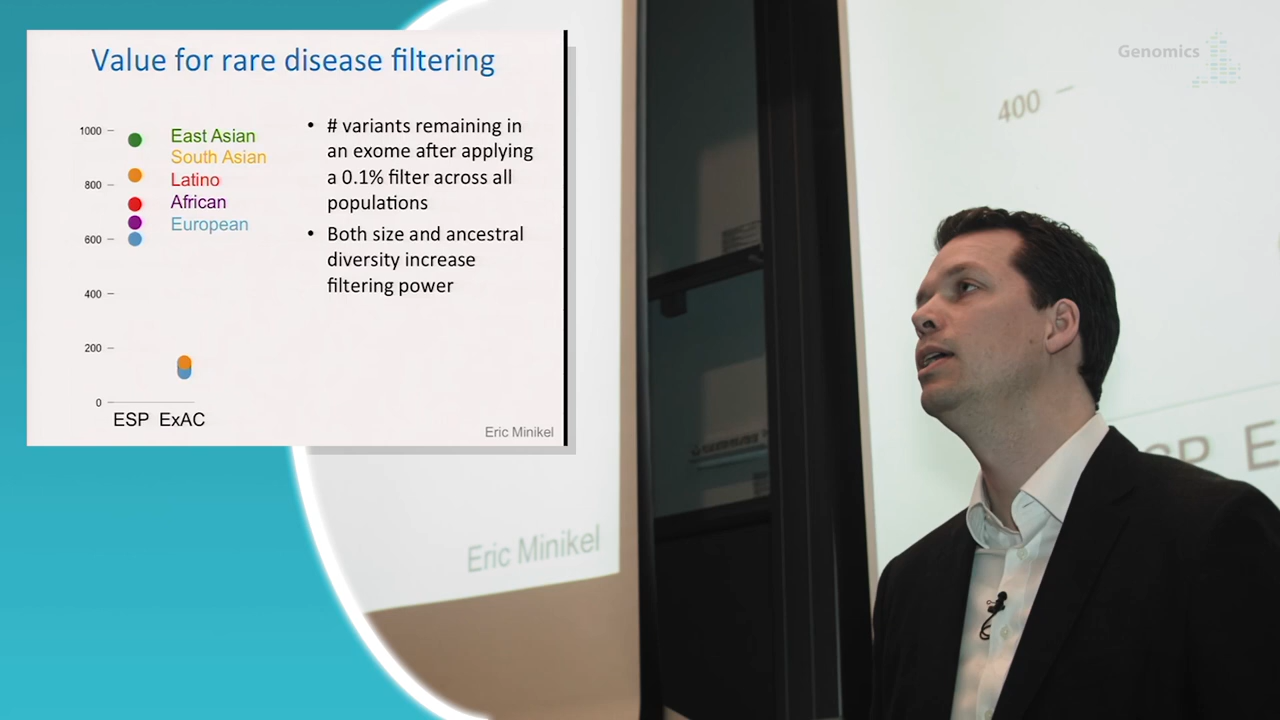 Value for rare disease filtering
1000
800
600
400
200
0
East Asian
South Asian
Latino
African
European
ESP ExAC
• # variants remaining in
an exome after applying
a 0.1% filter across all
populations
• Both size and ancestral
diversity increase
filtering power
Eric Minikel
Eric Minikel
Genomics
400
SP E